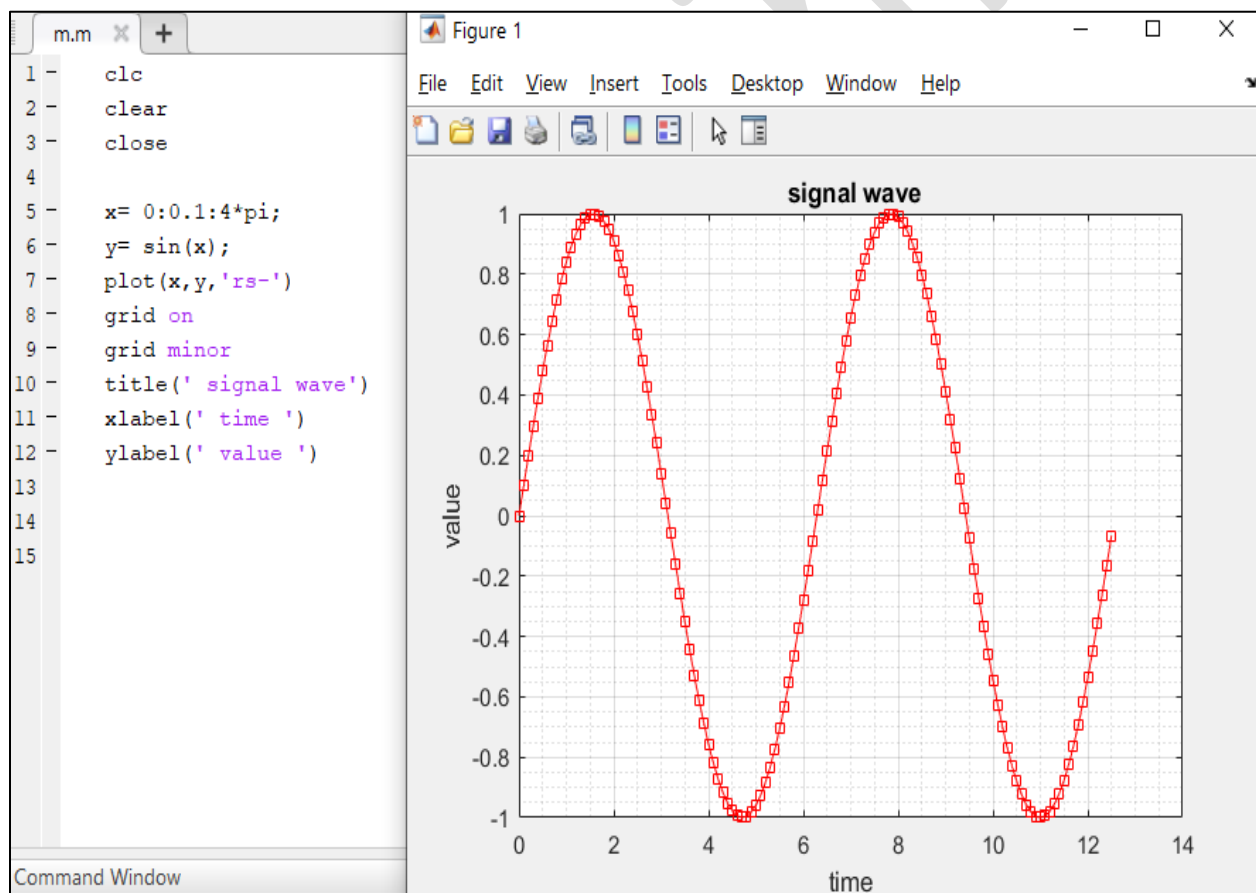 m.m
1 - clc
2 - clear
3 - close
4
5 - x= 0:0.1:4*pi;
6 - y= sin(x);
7 - plot(x,y,'rs-')
8 - grid on
9 - grid minor
10 - title(' signal wave')
11 - xlabel(' time ')
12 - ylabel(' value ')
13
14
15
Command Window
Figure 1
File Edit View Insert Tools Desktop Window Help
signal wave
1
0.8
0.6
0.4
0.2
0
-0.2
-0.4
-0.6
-0.8
-1
value
0 2 4 6 8 10 12 14
time